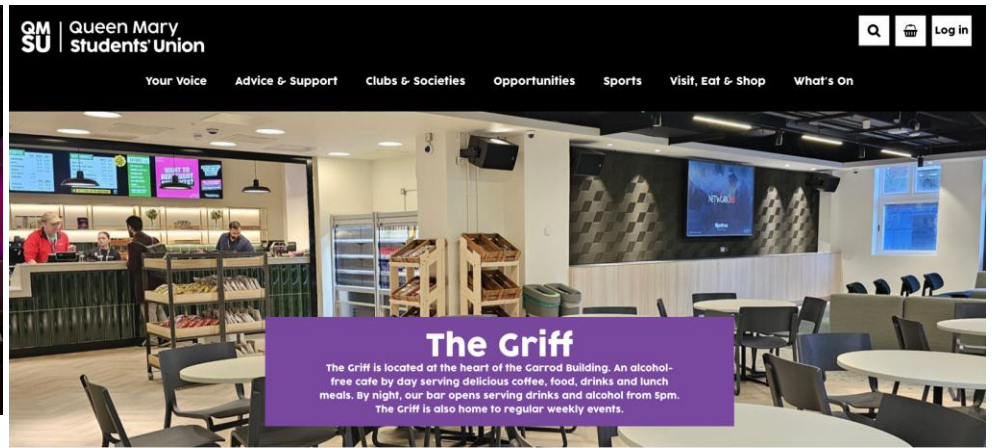 QM SU | Queen Mary Students' Union
Log in
Your Voice Advice & Support Clubs & Societies Opportunities Sports Visit, Eat & Shop What's On
WANT TO
The Griff
The Griff is located at the heart of the Garrod Building. An alcohol-
free cafe by day serving delicious coffee, food, drinks and lunch
meals. By night, our bar opens serving drinks and alcohol from 5pm.
The Griff is also home to regular weekly events.